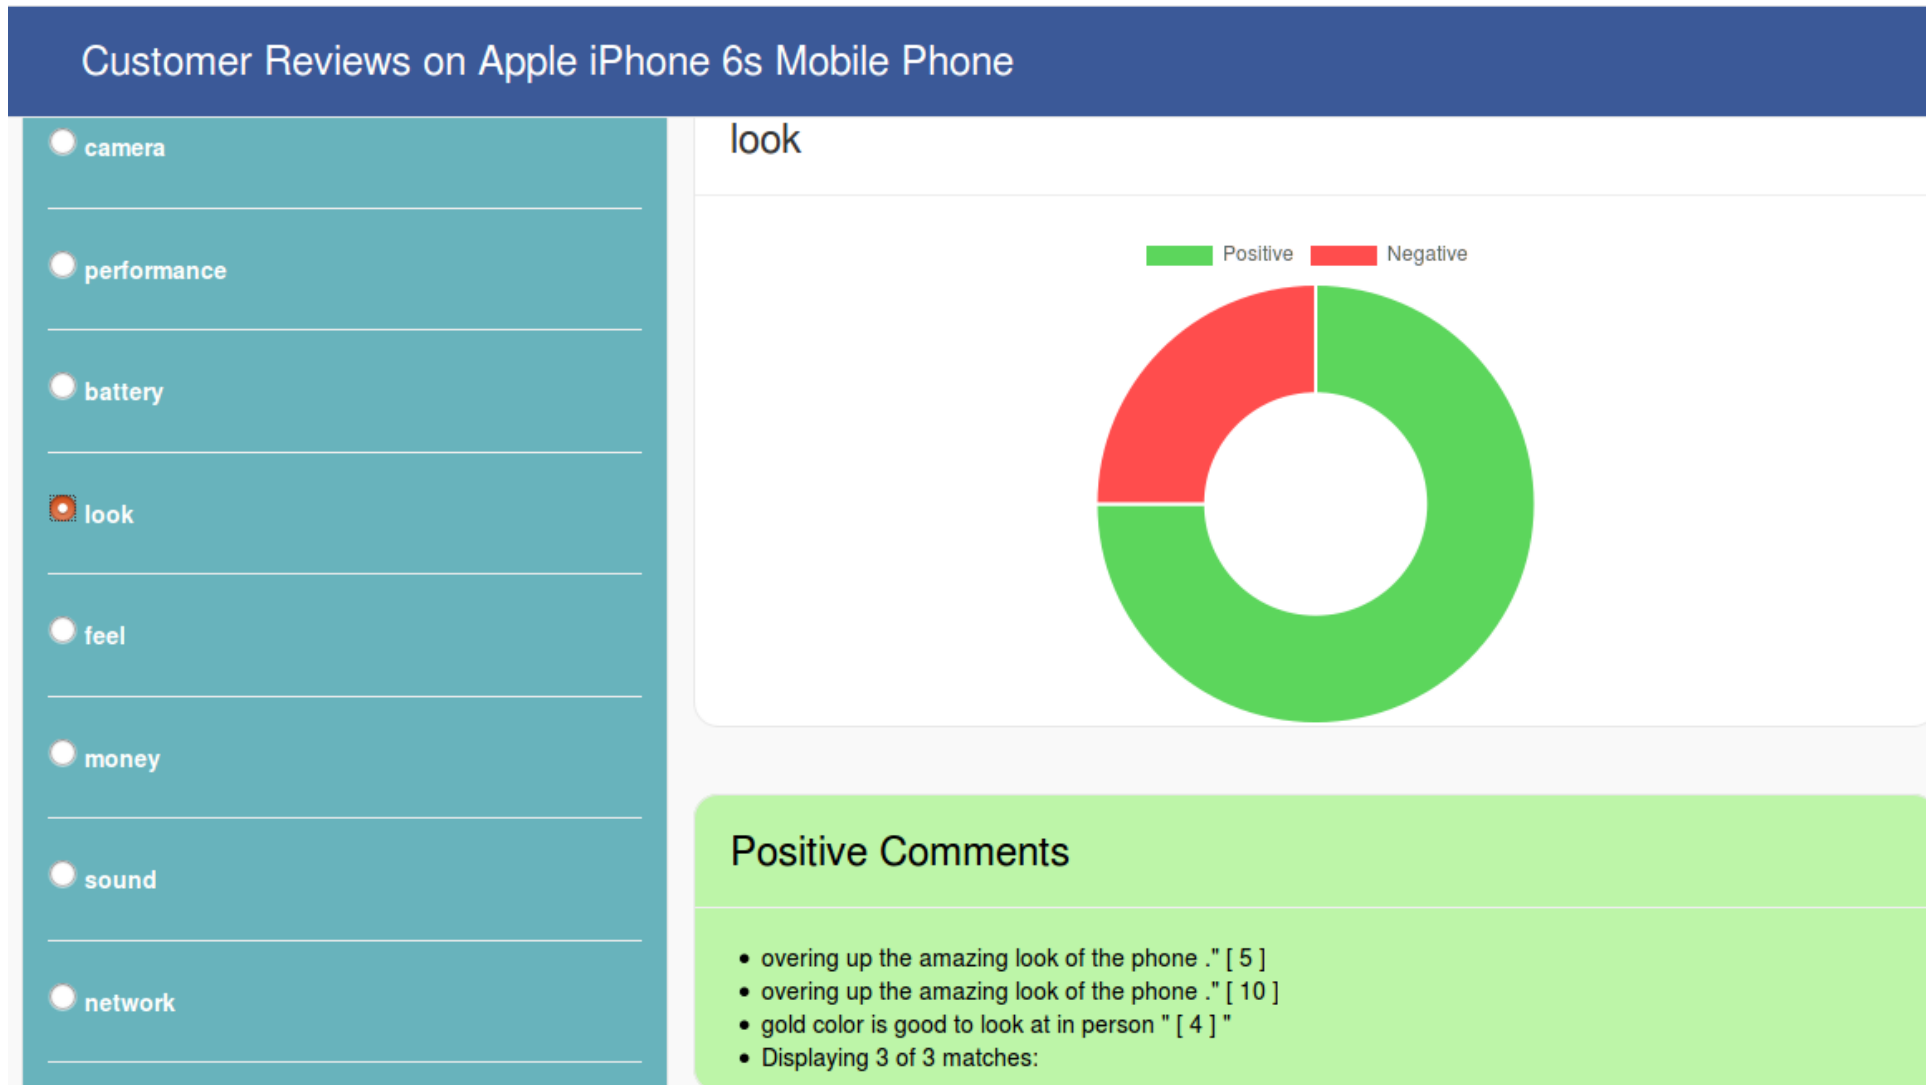 Customer Reviews on Apple iPhone 6s Mobile Phone
camera
performance
battery
look
feel
money
sound
network
look
Positive
Negative
Positive Comments
overing up the amazing look of the phone ." [ 5 ]
overing up the amazing look of the phone ." [ 10 ]
gold color is good to look at in person " [ 4 ] "
Displaying 3 of 3 matches: